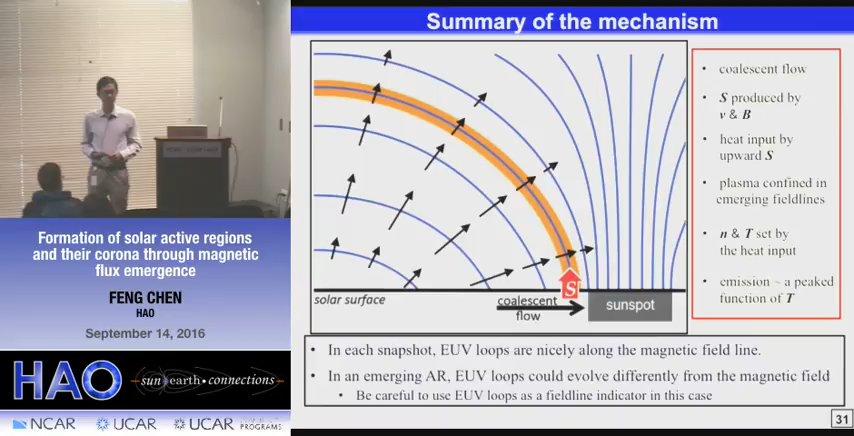 Summary of the mechanism
solar surface
coalescent
flow
S
sunspot
• coalescent flow
• S produced by
v & B
• heat input by
upward S
• plasma confined in
emerging fieldlines
• n & T set by
the heat input
• emission ~ a peaked
function of T
• In each snapshot, EUV loops are nicely along the magnetic field line.
• In an emerging AR, EUV loops could evolve differently from the magnetic field
• Be careful to use EUV loops as a fieldline indicator in this case
31
Formation of solar active regions
and their corona through magnetic
flux emergence
FENG CHEN
HAO
September 14, 2016
HAO
sun earth • connections
NCAR
UCAR
UCAR
PROGRAMS